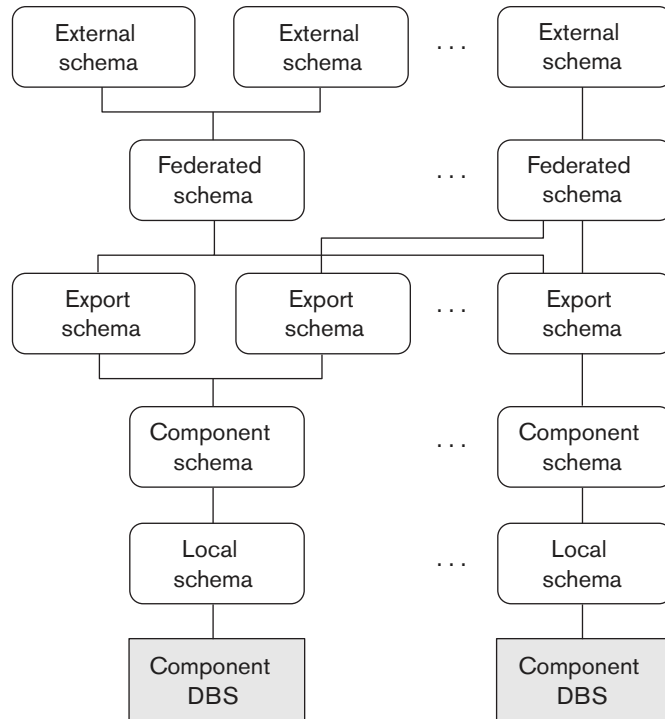 External
schema
External
schema
. . .
External
schema
Federated
schema
. . .
Federated
schema
Export
schema
Export
schema
. . .
Export
schema
Component
schema
. . .
Component
schema
Local
schema
. . .
Local
schema
Component
DBS
Component
DBS